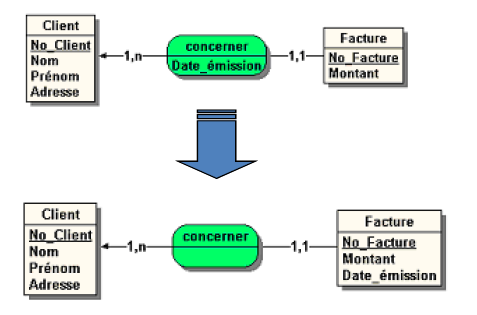 Client
No_Client
Nom
Prénom
Adresse
1,n
concerner
Date_émission
1,1
Facture
No_Facture
Montant
Client
No_Client
Nom
Prénom
Adresse
1,n
concerner
1,1
Facture
No_Facture
Montant
Date_émission